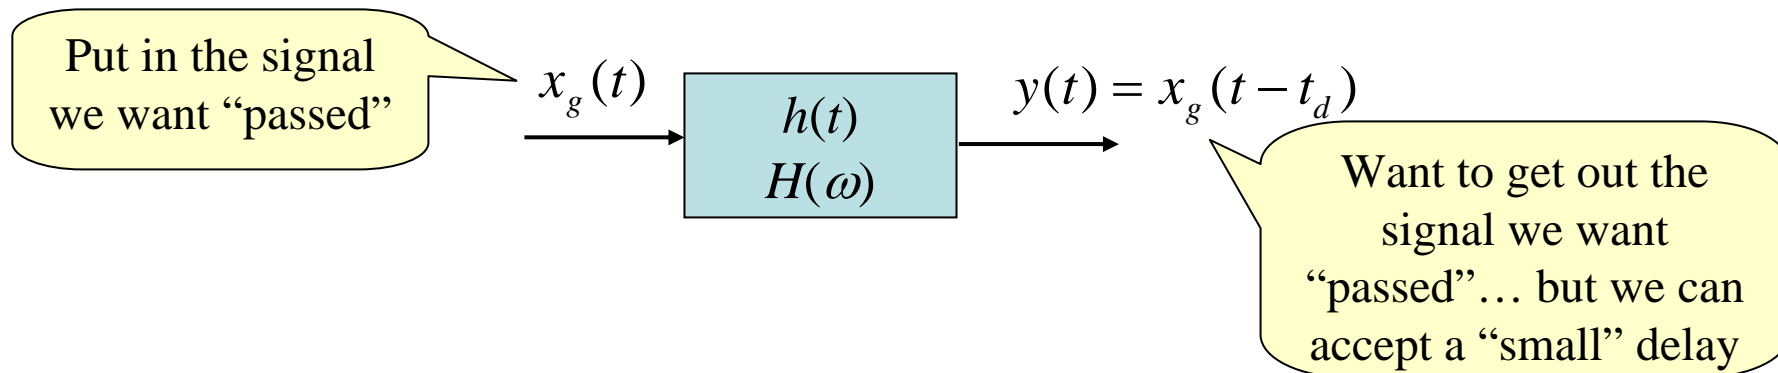 Put in the signal
we want “passed”
x_g(t)
h(t)
H(ω)
y(t) = x_g(t − t_d)
Want to get out the
signal we want
“passed”… but we can
accept a “small” delay